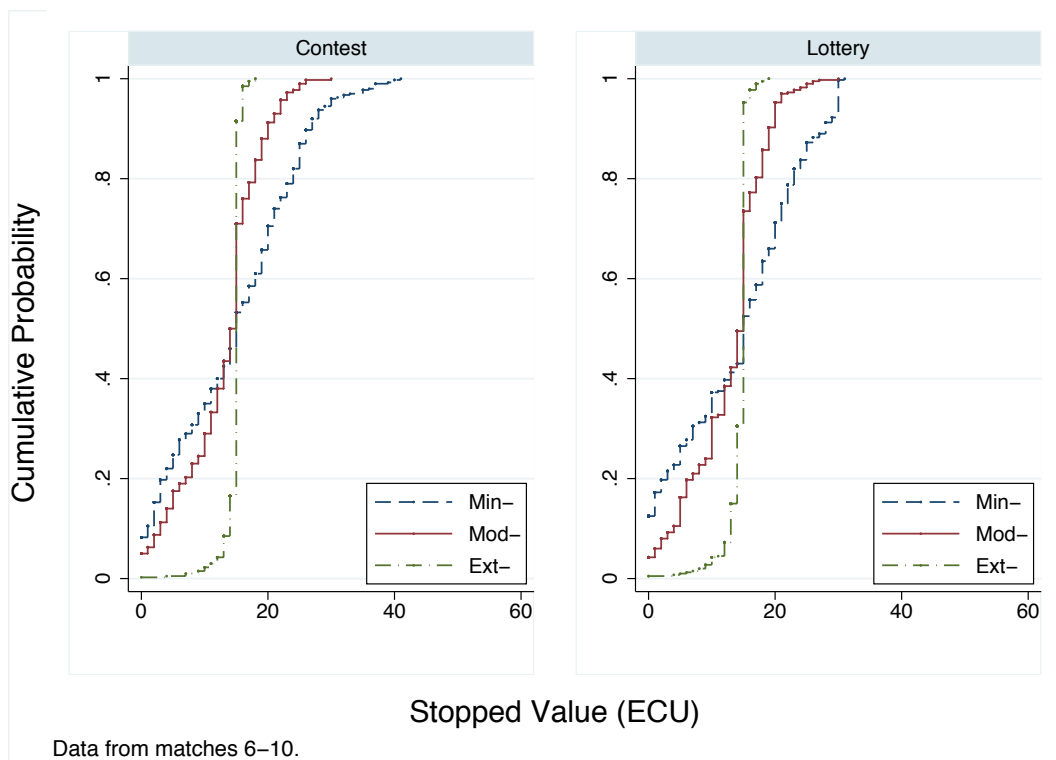 Contest
Lottery
Cumulative Probability
1
.8
.6
.4
.2
0
0 20 40 60
Min−
Mod−
Ext−
1
.8
.6
.4
.2
0
0 20 40 60
Min−
Mod−
Ext−
Stopped Value (ECU)
Data from matches 6−10.